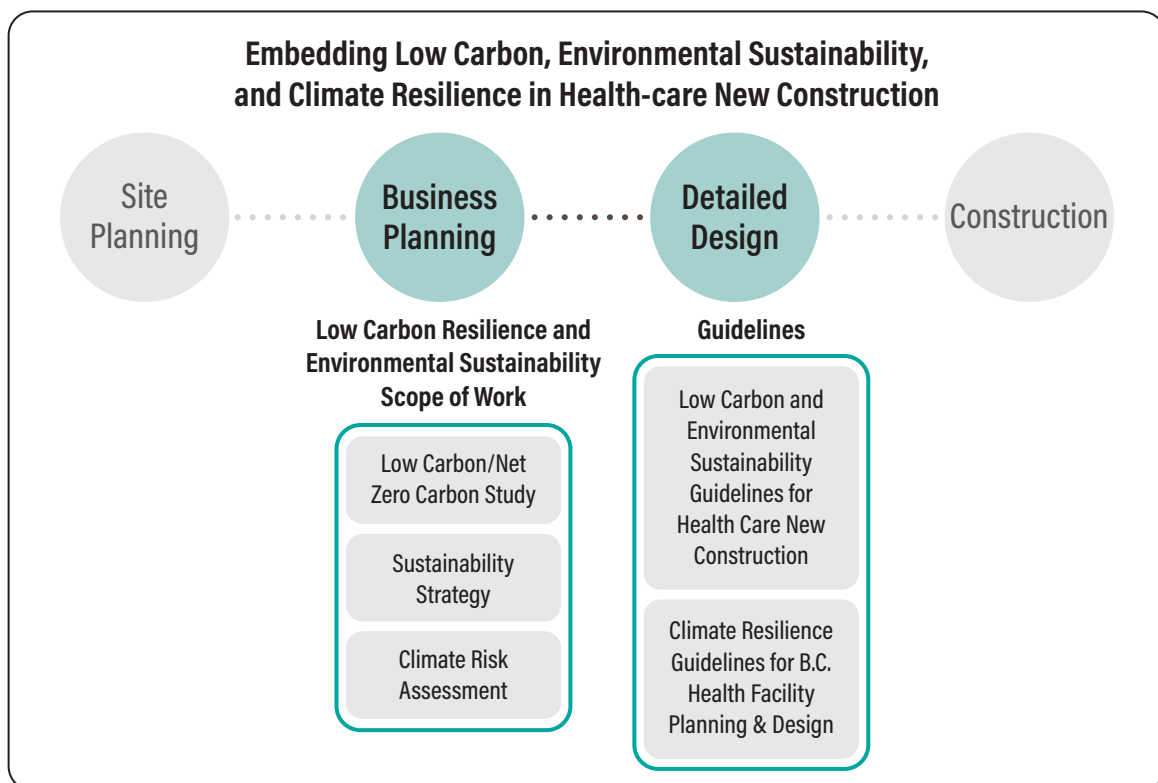 Embedding Low Carbon, Environmental Sustainability,
and Climate Resilience in Health-care New Construction
Site
Planning
Business
Planning
Detailed
Design
Construction
Low Carbon Resilience and
Environmental Sustainability
Scope of Work
Low Carbon/Net
Zero Carbon Study
Sustainability
Strategy
Climate Risk
Assessment
Guidelines
Low Carbon and
Environmental
Sustainability
Guidelines for
Health Care New
Construction
Climate Resilience
Guidelines for B.C.
Health Facility
Planning & Design